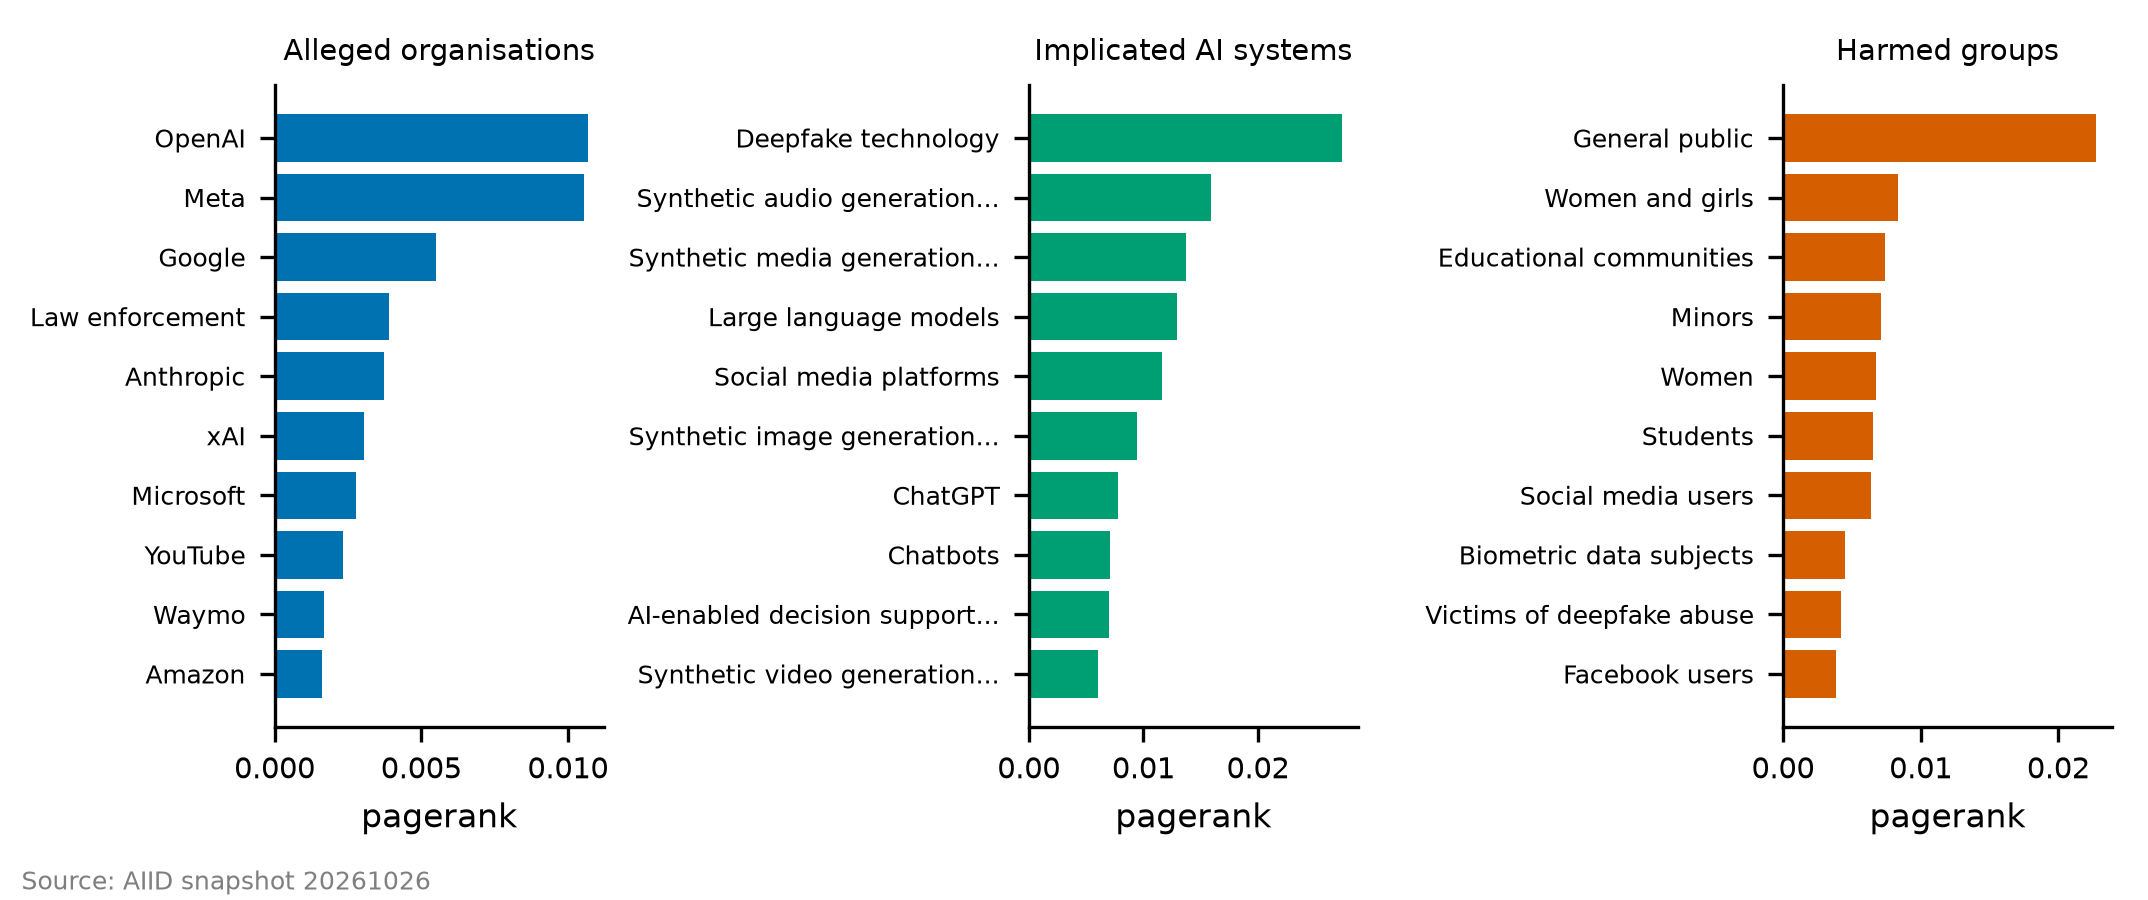 Alleged organisations
OpenAI
Meta
Google
Law enforcement
Anthropic
xAI
Microsoft
YouTube
Waymo
Amazon
0.000 0.005 0.010
pagerank
Implicated AI systems
Deepfake technology
Synthetic audio generation...
Synthetic media generation...
Large language models
Social media platforms
Synthetic image generation...
ChatGPT
Chatbots
AI-enabled decision support...
Synthetic video generation...
0.00 0.01 0.02
pagerank
Harmed groups
General public
Women and girls
Educational communities
Minors
Women
Students
Social media users
Biometric data subjects
Victims of deepfake abuse
Facebook users
0.00 0.01 0.02
pagerank
Source: AIID snapshot 20261026